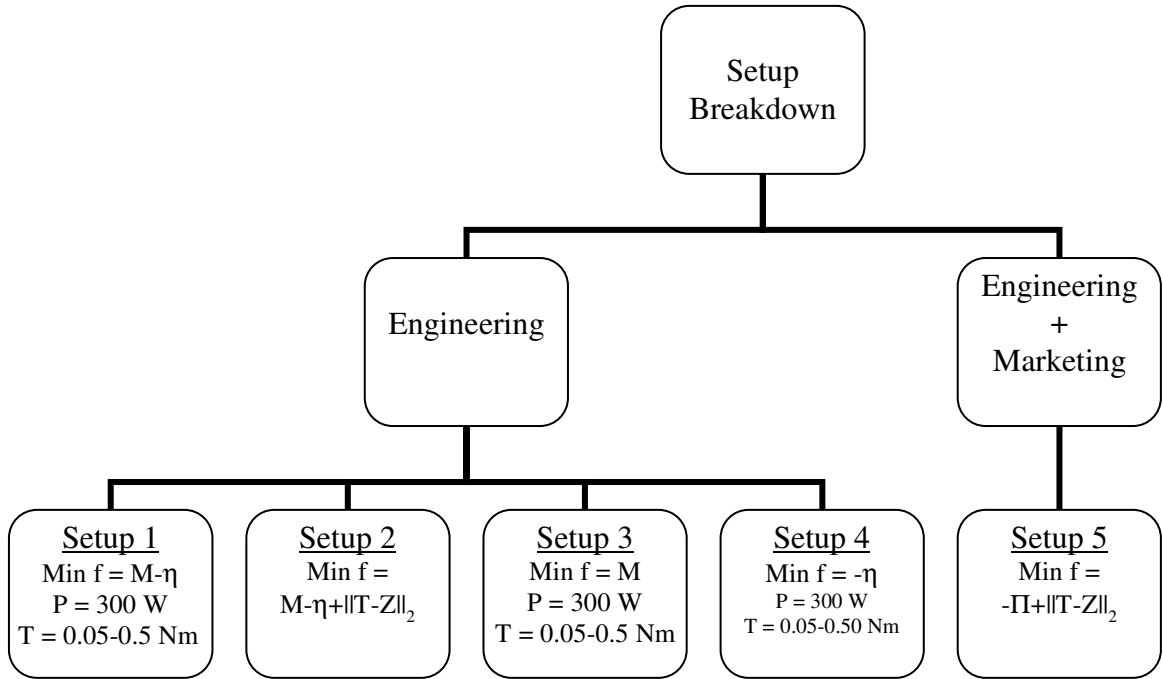 Setup
Breakdown
Engineering
Engineering
+
Marketing
Setup 1
Min f = M-η
P = 300 W
T = 0.05-0.5 Nm
Setup 2
Min f =
M-η+||T-Z||₂
Setup 3
Min f = M
P = 300 W
T = 0.05-0.5 Nm
Setup 4
Min f = -η
P = 300 W
T = 0.05-0.50 Nm
Setup 5
Min f =
-Π+||T-Z||₂